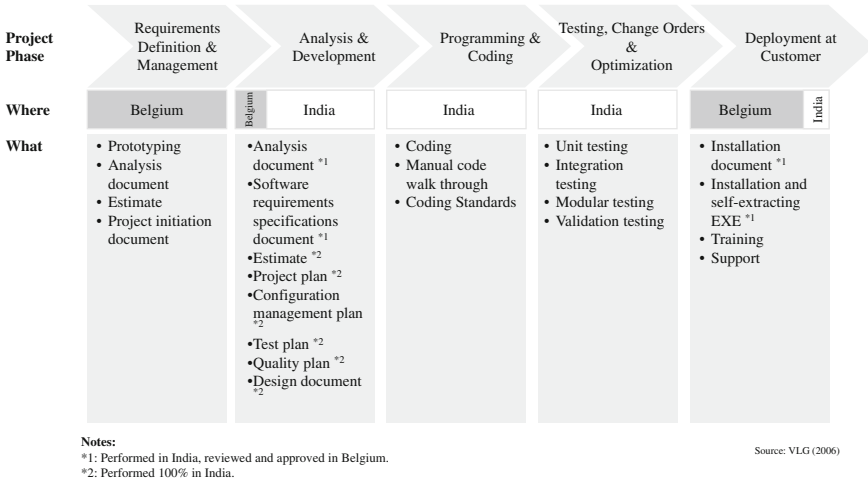 Project
Phase
Requirements
Definition &
Management
Analysis &
Development
Programming &
Coding
Testing, Change Orders
&
Optimization
Deployment at
Customer
Where
Belgium
Belgium
India
India
India
Belgium
India
What
• Prototyping
• Analysis
document
• Estimate
• Project initiation
document
•Analysis
document *1
•Software
requirements
specifications
document *1
•Estimate *2
•Project plan *2
•Configuration
management plan
*2
•Test plan *2
•Quality plan *2
•Design document
*2
• Coding
• Manual code
walk through
• Coding Standards
• Unit testing
• Integration
testing
• Modular testing
• Validation testing
• Installation
document *1
• Installation and
self-extracting
EXE *1
• Training
• Support
Notes:
*1: Performed in India, reviewed and approved in Belgium.
*2: Performed 100% in India.
Source: VLG (2006)